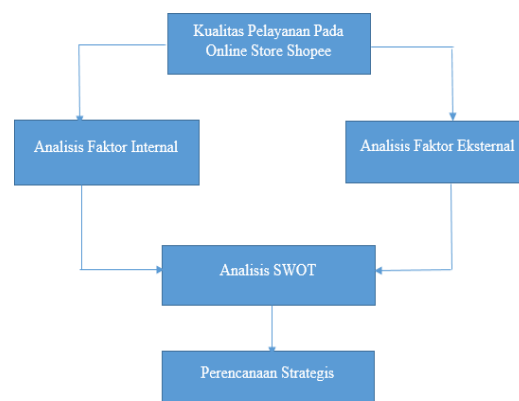 Kualitas Pelayanan Pada
Online Store Shopee
Analisis Faktor Internal
Analisis Faktor Eksternal
Analisis SWOT
Perencanaan Strategis